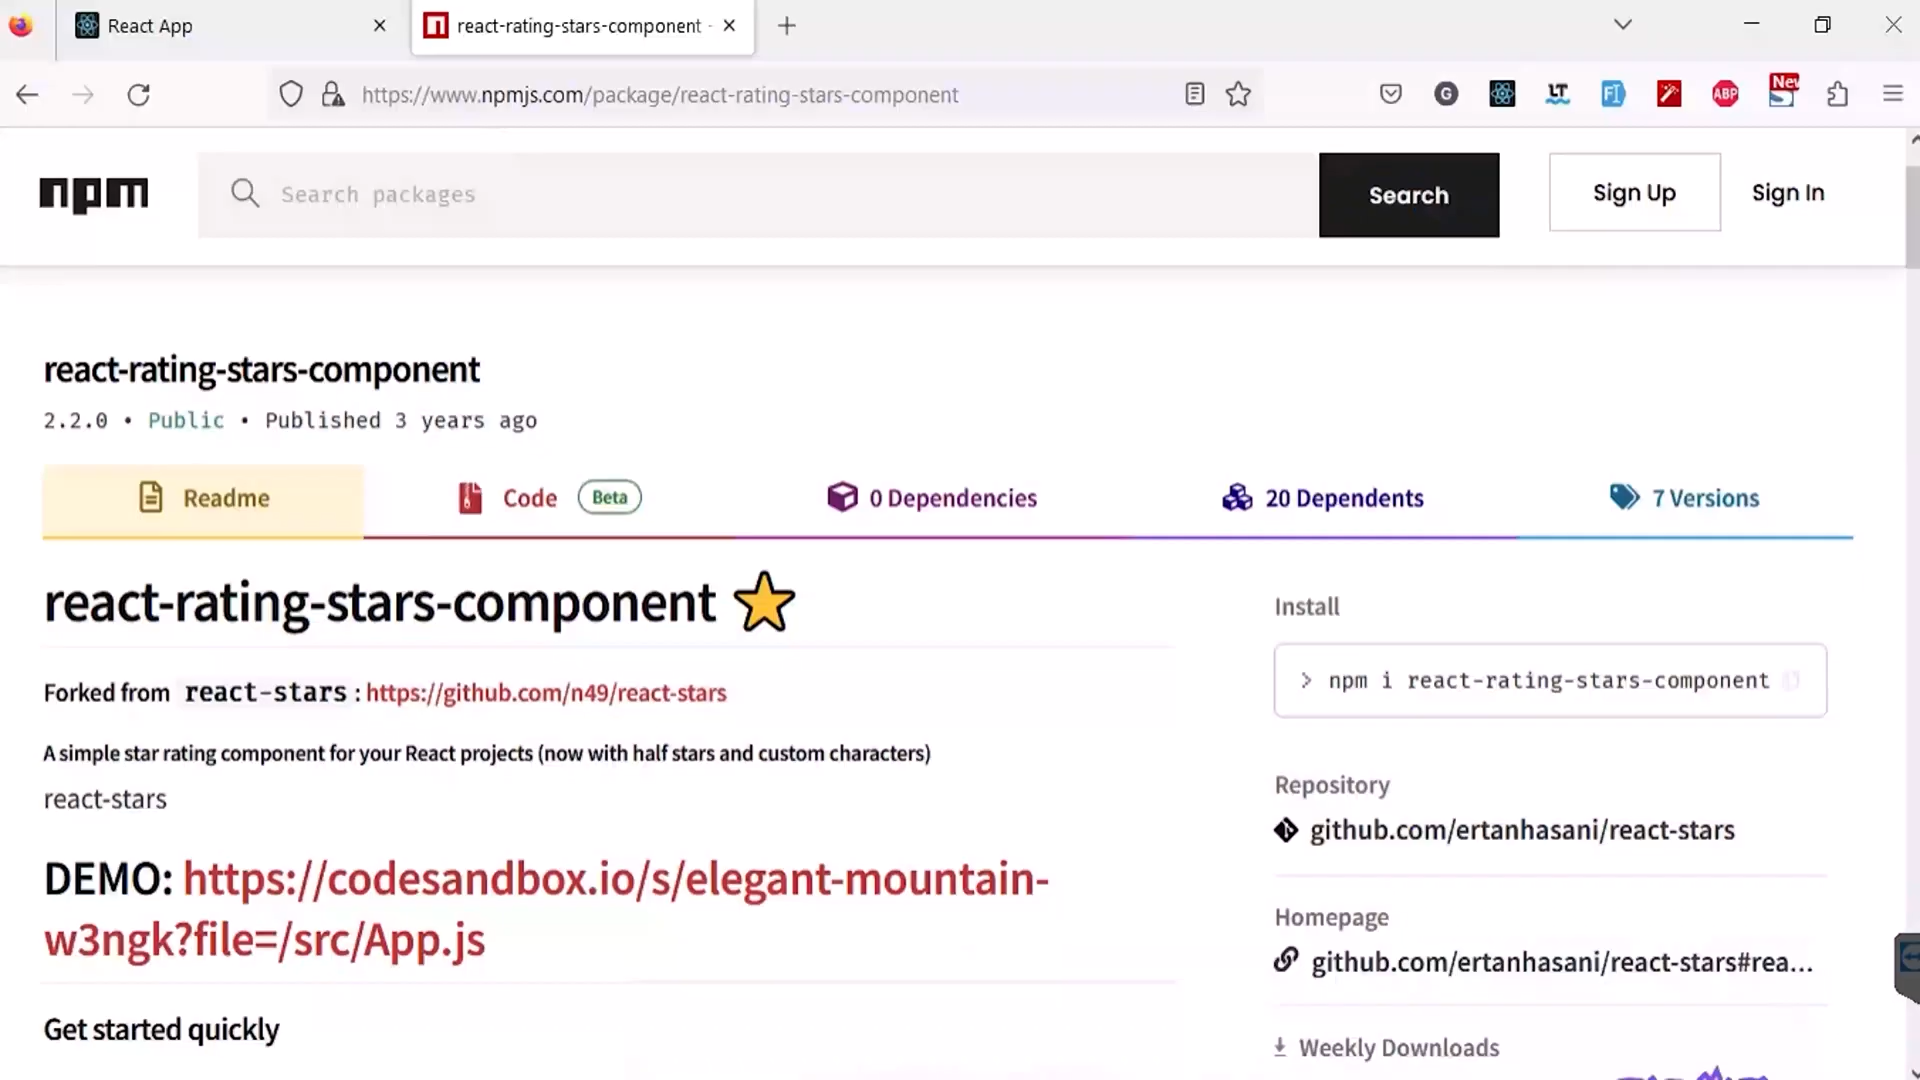 React App
react-rating-stars-component -
https://www.npmjs.com/package/react-rating-stars-component
G
LT
FI
ABP
New
S
npm
Search packages
Search
Sign Up
Sign In
react-rating-stars-component
2.2.0 • Public • Published 3 years ago
Readme
Code Beta
0 Dependencies
20 Dependents
7 Versions
react-rating-stars-component
Forked from react-stars : https://github.com/n49/react-stars
A simple star rating component for your React projects (now with half stars and custom characters)
react-stars
DEMO: https://codesandbox.io/s/elegant-mountain-
w3ngk?file=/src/App.js
Get started quickly
Install
> npm i react-rating-stars-component
Repository
github.com/ertanhasani/react-stars
Homepage
github.com/ertanhasani/react-stars#rea...
Weekly Downloads